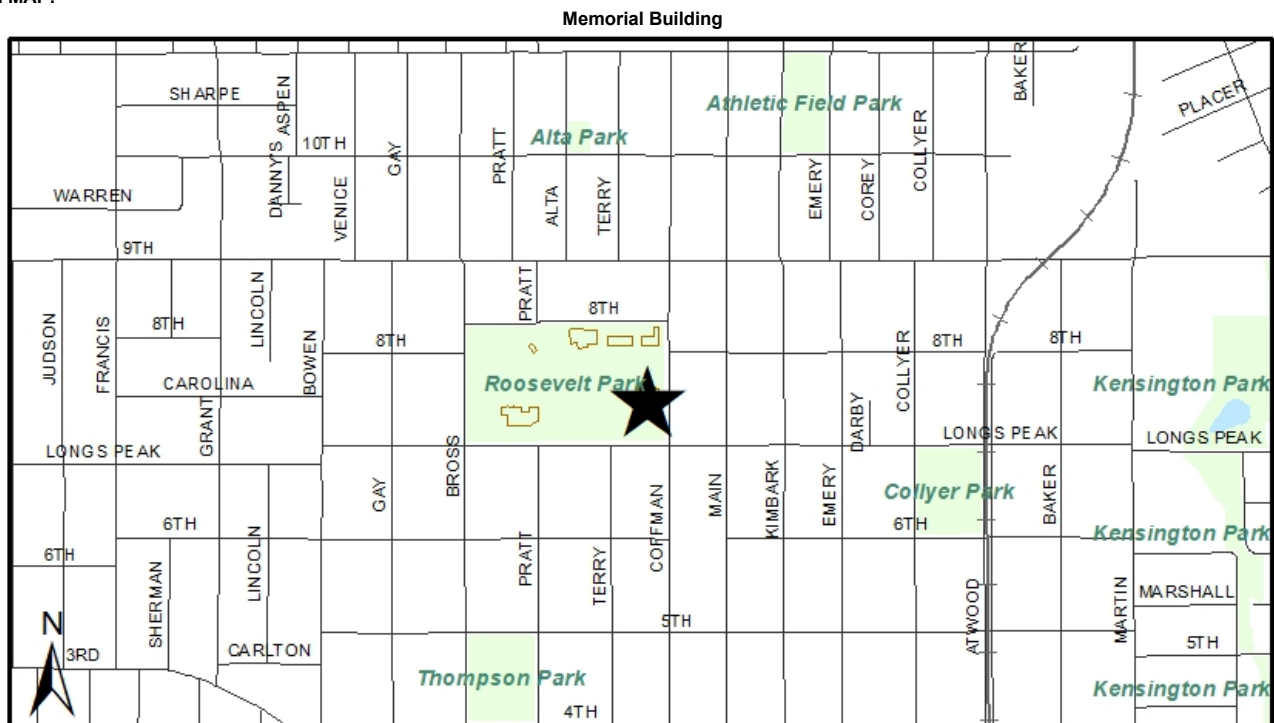 Memorial Building
BAKER
SHARPE
DANNY'S ASPEN
Athletic Field Park
PLACER
Alta Park
10TH
GAY
PRATT
COLLYER
WARREN
VENICE
ALTA
TERRY
EMERY
COREY
9TH
LINCOLN
PRATT
8TH
JUDSON
FRANCIS
8TH
BOWEN
8TH
COLLYER
8TH
8TH
CAROLINA
Roosevelt Park
Kensington Park
GRANT
DARBY
LONGS PEAK
BROSS
LONGS PEAK
LONGS PEAK
GAY
COFFMAN
MAIN
KIMBARK
EMERY
Collyer Park
BAKER
6TH
LINCOLN
6TH
Kensington Park
6TH
SHERMAN
PRATT
TERRY
ATWOOD
MARTIN
MARSHALL
N
5TH
3RD
CARLTON
5TH
Thompson Park
Kensington Park
4TH